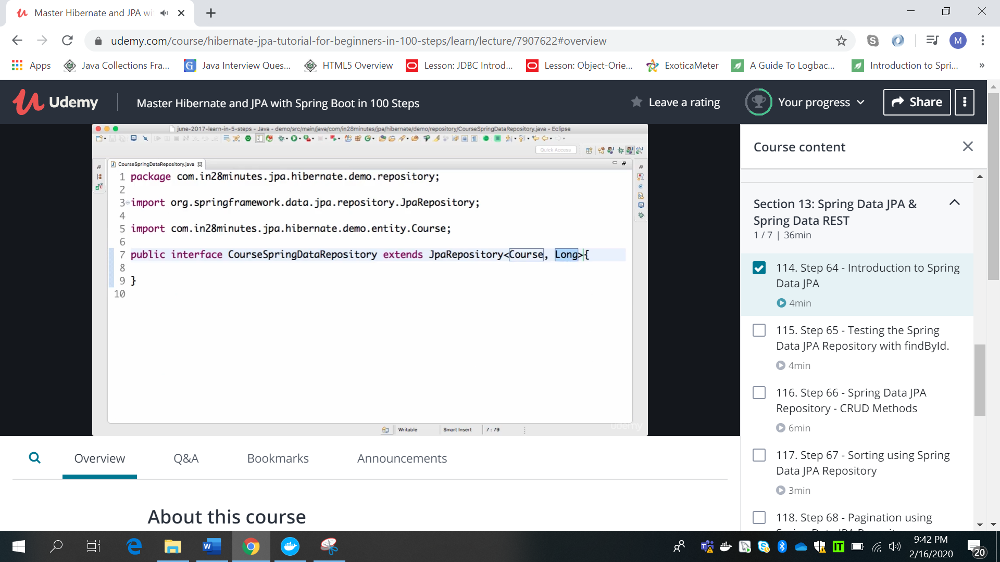 Master Hibernate and JPA wi
udemy.com/course/hibernate-jpa-tutorial-for-beginners-in-100-steps/learn/lecture/7907622#overview
S
M
Apps
Java Collections Fra...
G
Java Interview Ques...
HTML5 Overview
Lesson: JDBC Introd...
Lesson: Object-Orie...
ExoticaMeter
A Guide To Logbac...
Introduction to Spri...
»
Udemy
Master Hibernate and JPA with Spring Boot in 100 Steps
Leave a rating
Your progress
Share
june-2017-learn-in-5-steps - Java - demo/src/main/java/com/in28minutes/jpa/hibernate/demo/repository/CourseSpringDataRepository.java - Eclipse
Quick Access
CourseSpringDataRepository.java
1 package com.in28minutes.jpa.hibernate.demo.repository;
2
3 import org.springframework.data.jpa.repository.JpaRepository;
4
5 import com.in28minutes.jpa.hibernate.demo.entity.Course;
6
7 public interface CourseSpringDataRepository extends JpaRepository<Course, Long>{
8
9 }
10
Writable
Smart Insert
7 : 79
udemy
Course content
Section 13: Spring Data JPA &
Spring Data REST
1 / 7 | 36min
114. Step 64 - Introduction to Spring
Data JPA
4min
115. Step 65 - Testing the Spring
Data JPA Repository with findById.
4min
116. Step 66 - Spring Data JPA
Repository - CRUD Methods
6min
117. Step 67 - Sorting using Spring
Data JPA Repository
3min
118. Step 68 - Pagination using
Overview
Q&A
Bookmarks
Announcements
About this course
W
IT
9:42 PM
2/16/2020
20